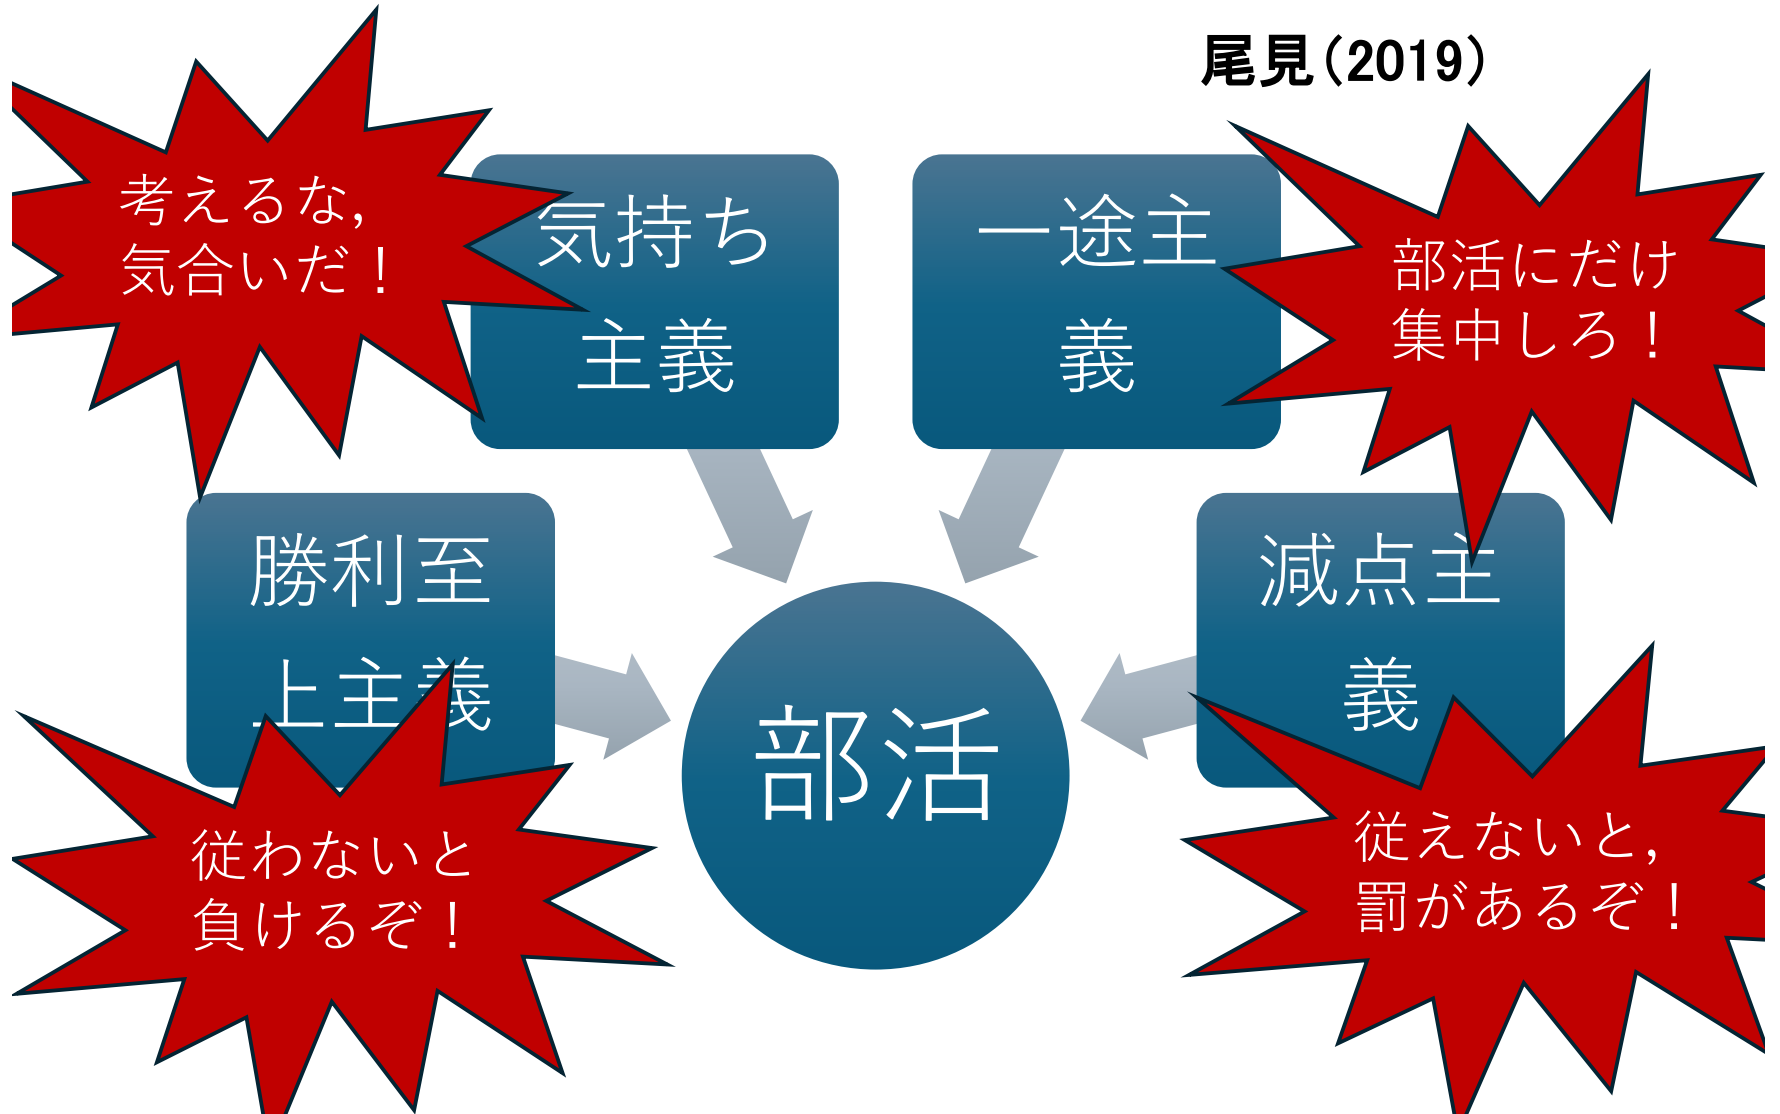 尾見(2019)
考えるな,
気合いだ！
気持ち
主義
一途主
義
部活にだけ
集中しろ！
勝利至
上主義
減点主
義
部活
従わないと
負けるぞ！
従えないと,
罰があるぞ！